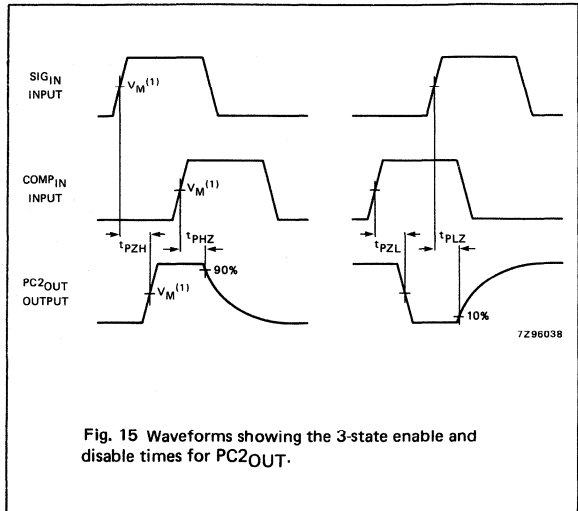 SIGIN
INPUT
VM(1)
COMPIN
INPUT
VM(1)
tPZH
tPHZ
tPZL
tPLZ
PC2OUT
OUTPUT
VM(1)
90%
10%
7Z96038
Fig. 15 Waveforms showing the 3-state enable and
disable times for PC2OUT.